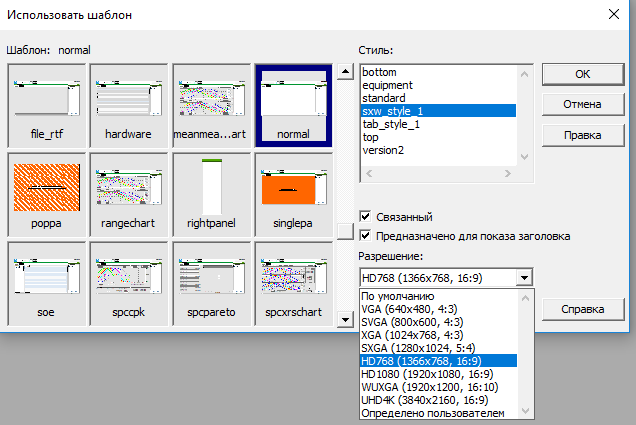 Использовать шаблон
Шаблон: normal
file_rtf
hardware
meanmea...art
normal
poppa
rangechart
rightpanel
singlepa
soe
spccpk
spcpareto
spcxrschart
Стиль:
bottom
equipment
standard
sxw_style_1
tab_style_1
top
version2
OK
Отмена
Правка
Связанный
Предназначено для показа заголовка
Разрешение:
HD768 (1366x768, 16:9)
По умолчанию
VGA (640x480, 4:3)
SVGA (800x600, 4:3)
XGA (1024x768, 4:3)
SXGA (1280x1024, 5:4)
HD768 (1366x768, 16:9)
HD1080 (1920x1080, 16:9)
WUXGA (1920x1200, 16:10)
UHD4K (3840x2160, 16:9)
Определено пользователем
Справка